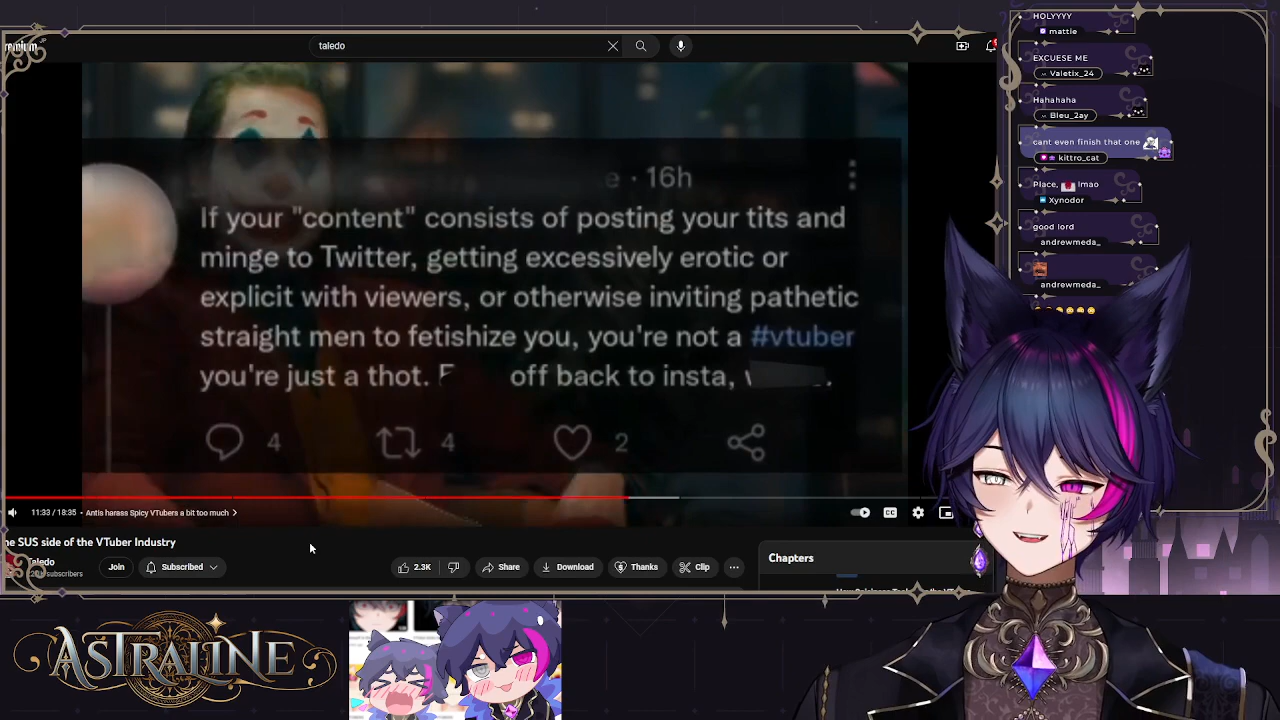 taledo
· 16h
If your "content" consists of posting your tits and
minge to Twitter, getting excessively erotic or
explicit with viewers, or otherwise inviting pathetic
straight men to fetishize you, you're not a #vtuber
you're just a thot. off back to insta,
4 4 2
11:33 / 18:35 • Antis harass Spicy VTubers a bit too much >
he SUS side of the VTuber Industry
Taledo
subscribers
Join
Subscribed
2.3K
Share
Download
Thanks
Clip
Chapters
HOLYYYY
mattie
EXCUESE ME
Valetix_24
Hahahaha
Bleu_2ay
cant even finish that one
kittro_cat
Place, lmao
Xynodor
good lord
andrewmeda_
andrewmeda_
ASTRALINE